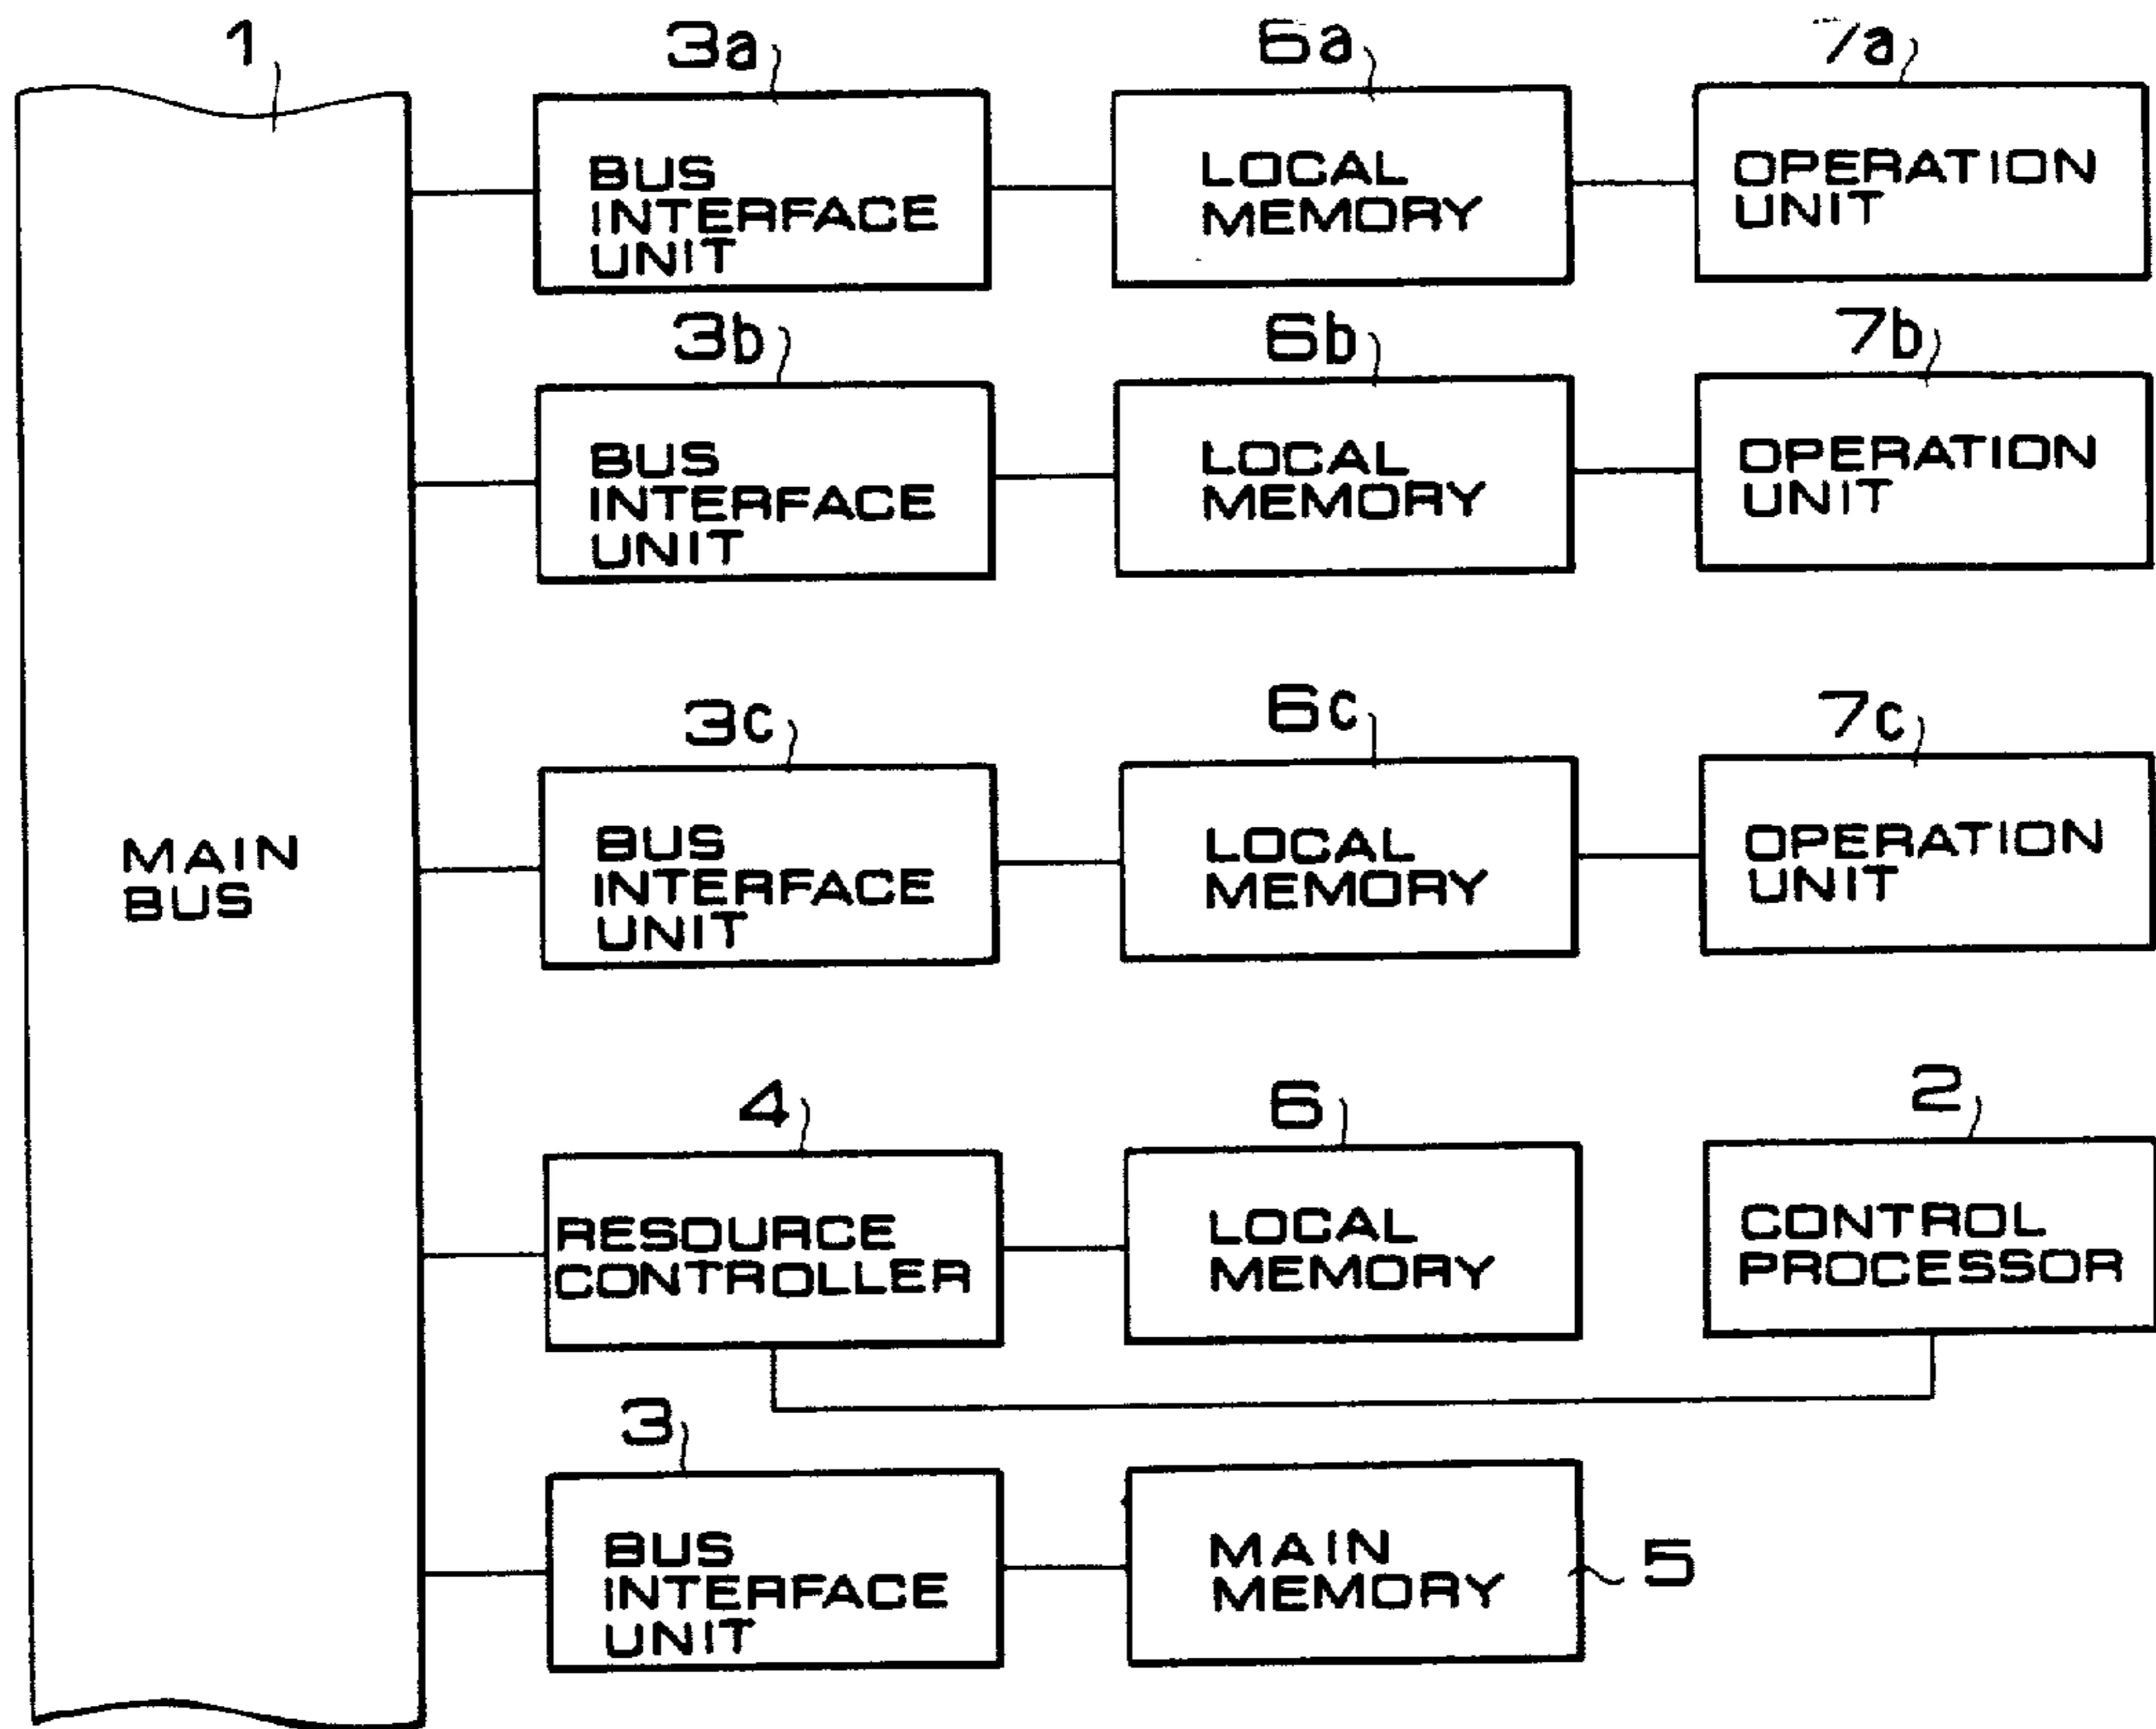 1
3a
6a
7a
BUS
INTERFACE
UNIT
LOCAL
MEMORY
OPERATION
UNIT
3b
6b
7b
BUS
INTERFACE
UNIT
LOCAL
MEMORY
OPERATION
UNIT
3c
6c
7c
MAIN
BUS
BUS
INTERFACE
UNIT
LOCAL
MEMORY
OPERATION
UNIT
4
6
2
RESOURCE
CONTROLLER
LOCAL
MEMORY
CONTROL
PROCESSOR
3
BUS
INTERFACE
UNIT
MAIN
MEMORY
5